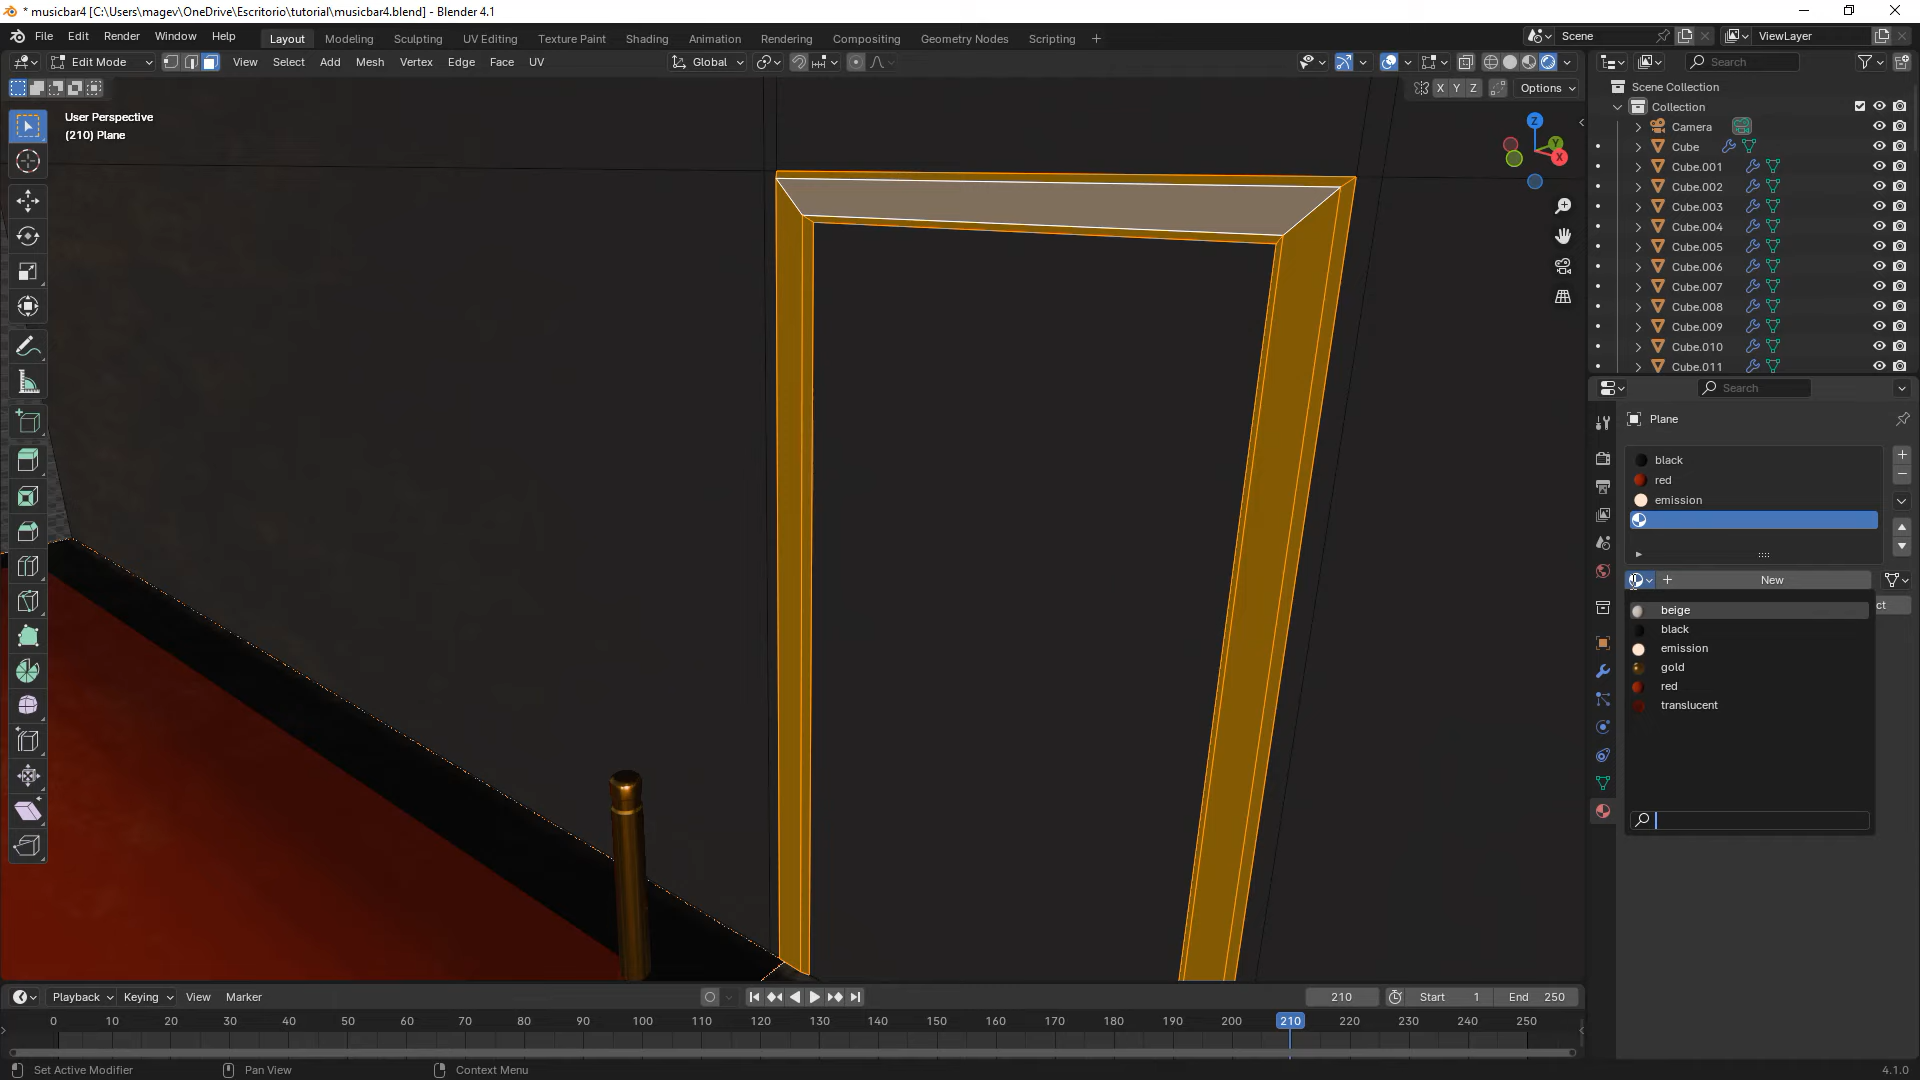 * musicbar4 [C:\Users\magev\OneDrive\Escritorio\tutorial\musicbar4.blend] - Blender 4.1
File Edit Render Window Help
Layout Modeling Sculpting UV Editing Texture Paint Shading Animation Rendering Compositing Geometry Nodes Scripting +
Scene
ViewLayer
Edit Mode
View Select Add Mesh Vertex Edge Face UV
Global
Search
X Y Z
Options
User Perspective
(210) Plane
Z
Y
X
Scene Collection
Collection
Camera
Cube
Cube.001
Cube.002
Cube.003
Cube.004
Cube.005
Cube.006
Cube.007
Cube.008
Cube.009
Cube.010
Cube.011
Search
Plane
black
red
emission
New
ct
beige
black
emission
gold
red
translucent
Playback Keying View Marker
210
Start 1
End 250
0 10 20 30 40 50 60 70 80 90 100 110 120 130 140 150 160 170 180 190 200 210 220 230 240 250
Set Active Modifier
Pan View
Context Menu
4.1.0